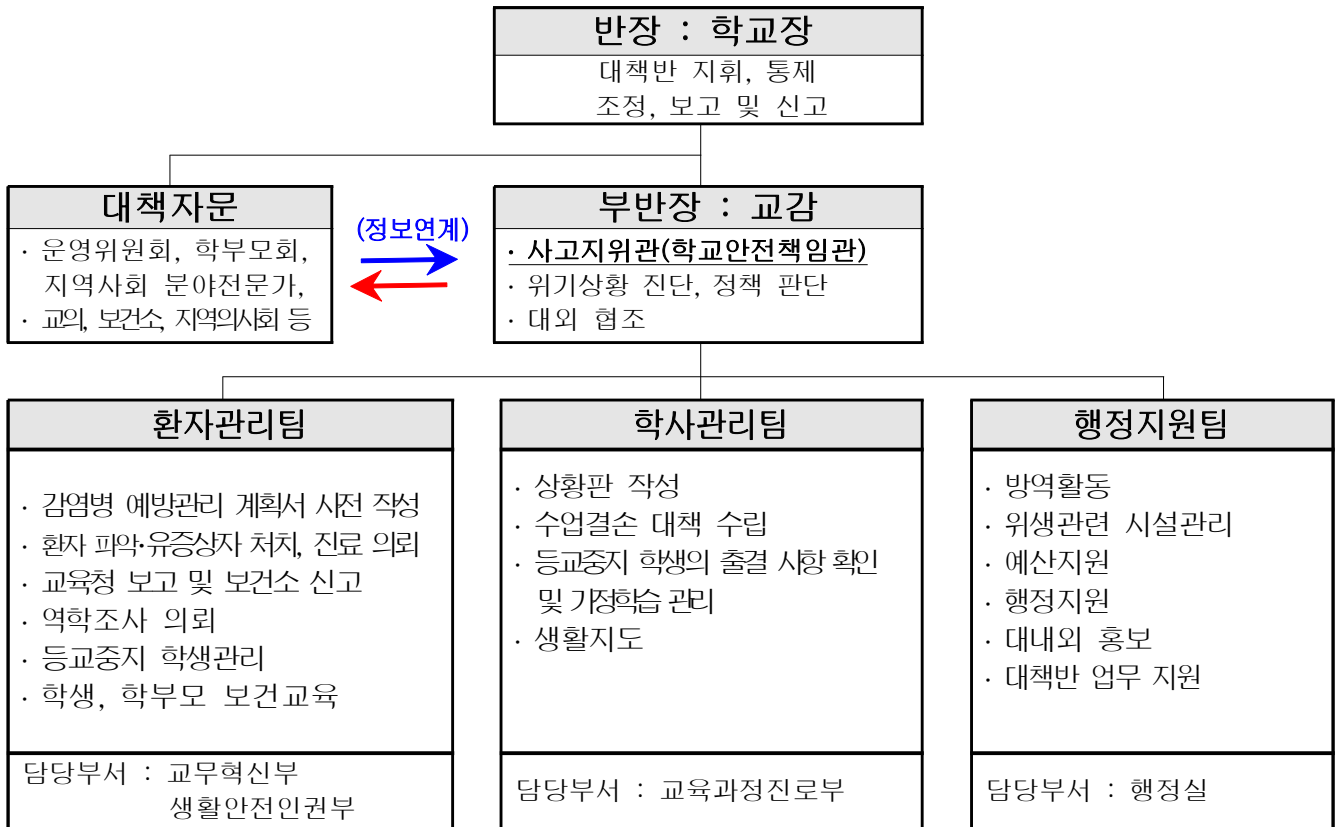 반장 : 학교장
대책반 지휘, 통제
조정, 보고 및 신고
대책자문
· 운영위원회, 학부모회,
지역사회 분야전문가,
· 교의, 보건소, 지역의사회 등
(정보연계)
부반장 : 교감
· 사고지위관(학교안전책임관)
· 위기상황 진단, 정책 판단
· 대외 협조
환자관리팀
· 감염병 예방관리 계획서 사전 작성
· 환자 파악·유증상자 처치, 진료 의뢰
· 교육청 보고 및 보건소 신고
· 역학조사 의뢰
· 등교중지 학생관리
· 학생, 학부모 보건교육
담당부서 : 교무혁신부
생활안전인권부
학사관리팀
· 상황판 작성
· 수업결손 대책 수립
· 등교중지 학생의 출결 사항 확인
및 가정학습 관리
· 생활지도
담당부서 : 교육과정진로부
행정지원팀
· 방역활동
· 위생관련 시설관리
· 예산지원
· 행정지원
· 대내외 홍보
· 대책반 업무 지원
담당부서 : 행정실